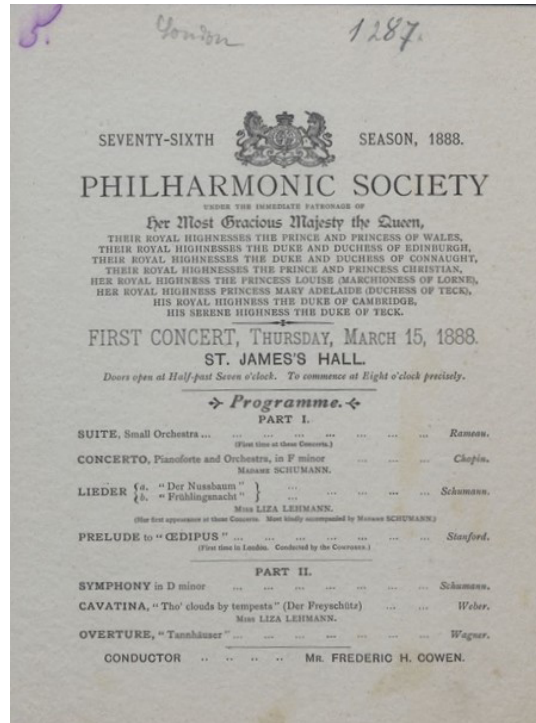 5. London 1287.
SEVENTY-SIXTH SEASON, 1888.
PHILHARMONIC SOCIETY
UNDER THE IMMEDIATE PATRONAGE OF
Her Most Gracious Majesty the Queen,
THEIR ROYAL HIGHNESSES THE PRINCE AND PRINCESS OF WALES,
THEIR ROYAL HIGHNESSES THE DUKE AND DUCHESS OF EDINBURGH,
THEIR ROYAL HIGHNESSES THE DUKE AND DUCHESS OF CONNAUGHT,
THEIR ROYAL HIGHNESSES THE PRINCE AND PRINCESS CHRISTIAN,
HER ROYAL HIGHNESS THE PRINCESS LOUISE (MARCHIONESS OF LORNE),
HER ROYAL HIGHNESS PRINCESS MARY ADELAIDE (DUCHESS OF TECK),
HIS ROYAL HIGHNESS THE DUKE OF CAMBRIDGE,
HIS SERENE HIGHNESS THE DUKE OF TECK.
FIRST CONCERT, THURSDAY, MARCH 15, 1888.
ST. JAMES'S HALL.
Doors open at Half-past Seven o'clock. To commence at Eight o'clock precisely.
Programme.
PART I.
SUITE, Small Orchestra ... ... ... ... ... ... ... ... Rameau.
(First time at these Concerts.)
CONCERTO, Pianoforte and Orchestra, in F minor ... ... ... Chopin.
MADAME SCHUMANN.
LIEDER { a. "Der Nussbaum" } ... ... ... ... ... Schumann.
{ b. "Frühlingsnacht" }
MISS LIZA LEHMANN.
(Her first appearance at these Concerts. Most kindly accompanied by MADAME SCHUMANN.)
PRELUDE to "ŒDIPUS" ... ... ... ... ... ... ... Stanford.
(First time in London. Conducted by the COMPOSER.)
PART II.
SYMPHONY in D minor ... ... ... ... ... ... ... Schumann.
CAVATINA, "Tho' clouds by tempests" (Der Freyschütz) ... ... Weber.
MISS LIZA LEHMANN.
OVERTURE, "Tannhäuser" ... ... ... ... ... ... ... Wagner.
CONDUCTOR .. .. .. .. MR. FREDERIC H. COWEN.